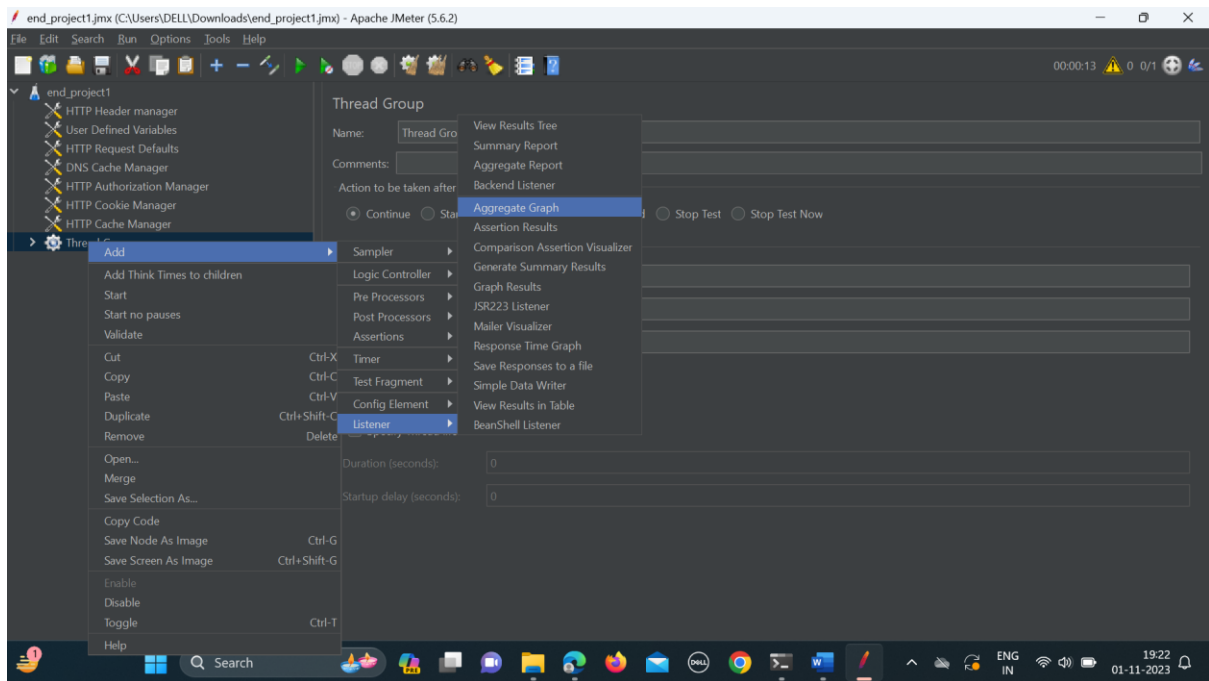 end_project1.jmx (C:\Users\DELL\Downloads\end_project1.jmx) - Apache JMeter (5.6.2)
File Edit Search Run Options Tools Help
00:00:13 0 0/1
end_project1
HTTP Header manager
User Defined Variables
HTTP Request Defaults
DNS Cache Manager
HTTP Authorization Manager
HTTP Cookie Manager
HTTP Cache Manager
Thread Group
Name: Thread Gro
Comments:
Action to be taken after
Continue Star Stop Test Stop Test Now
Add
Add Think Times to children
Start
Start no pauses
Validate
Cut Ctrl-X
Copy Ctrl-C
Paste Ctrl-V
Duplicate Ctrl+Shift-C
Remove Delete
Open...
Merge
Save Selection As...
Copy Code
Save Node As Image Ctrl-G
Save Screen As Image Ctrl+Shift-G
Enable
Disable
Toggle Ctrl-T
Help
Sampler
Logic Controller
Pre Processors
Post Processors
Assertions
Timer
Test Fragment
Config Element
Listener
View Results Tree
Summary Report
Aggregate Report
Backend Listener
Aggregate Graph
Assertion Results
Comparison Assertion Visualizer
Generate Summary Results
Graph Results
JSR223 Listener
Mailer Visualizer
Response Time Graph
Save Responses to a file
Simple Data Writer
View Results in Table
BeanShell Listener
Duration (seconds): 0
Startup delay (seconds): 0
1
Search
PRE
DELL
ENG
IN
19:22
01-11-2023